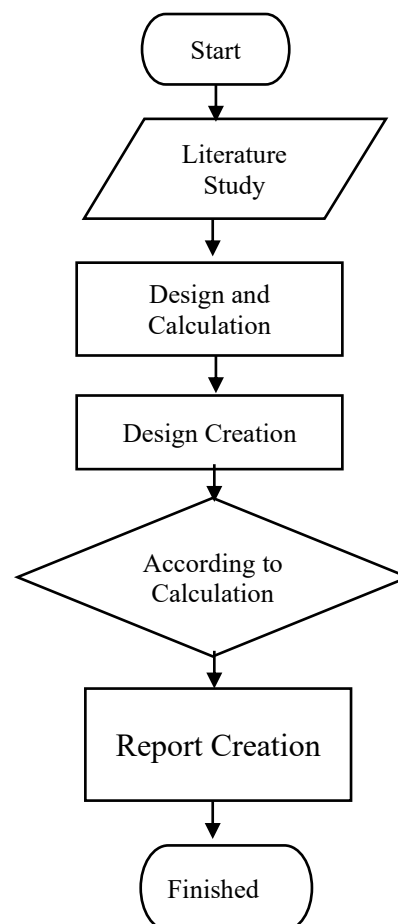 Start
Literature
Study
Design and
Calculation
Design Creation
According to
Calculation
Report Creation
Finished